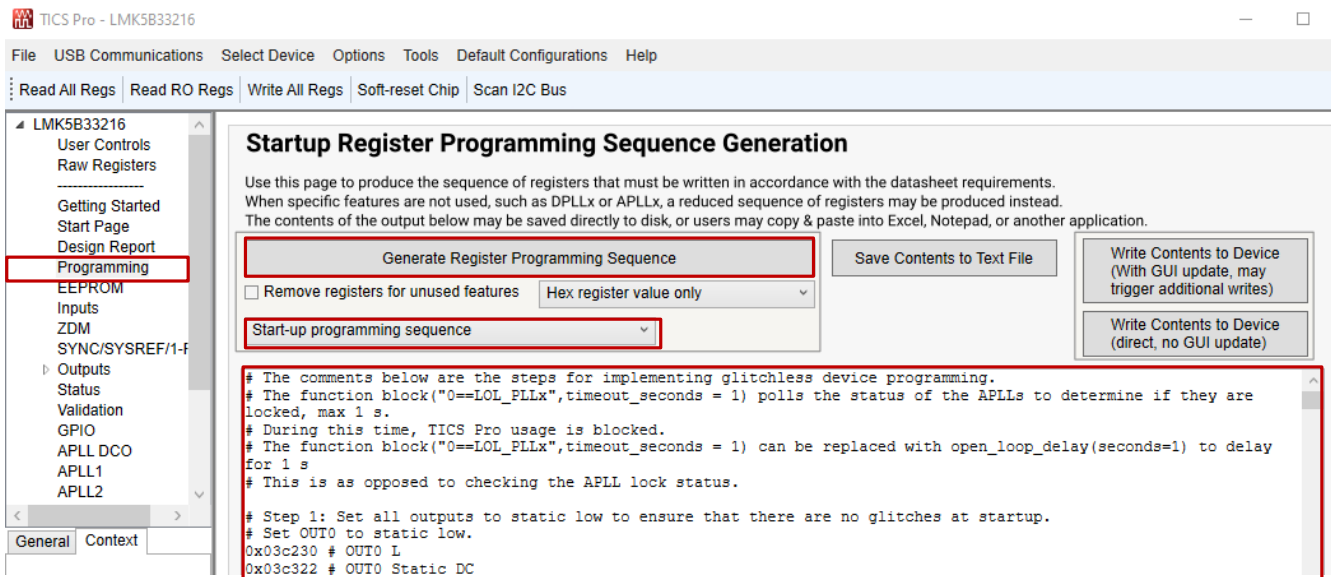 TICS Pro - LMK5B33216
File USB Communications Select Device Options Tools Default Configurations Help
Read All Regs Read RO Regs Write All Regs Soft-reset Chip Scan I2C Bus
LMK5B33216
User Controls
Raw Registers
-----------------
Getting Started
Start Page
Design Report
Programming
EEPROM
Inputs
ZDM
SYNC/SYSREF/1-F
Outputs
Status
Validation
GPIO
APLL DCO
APLL1
APLL2
General Context
Startup Register Programming Sequence Generation
Use this page to produce the sequence of registers that must be written in accordance with the datasheet requirements.
When specific features are not used, such as DPLLx or APLLx, a reduced sequence of registers may be produced instead.
The contents of the output below may be saved directly to disk, or users may copy & paste into Excel, Notepad, or another application.
Generate Register Programming Sequence
Save Contents to Text File
Write Contents to Device
(With GUI update, may
trigger additional writes)
Remove registers for unused features
Hex register value only
Start-up programming sequence
Write Contents to Device
(direct, no GUI update)
# The comments below are the steps for implementing glitchless device programming.
# The function block("0==LOL_PLLx",timeout_seconds = 1) polls the status of the APLLs to determine if they are
locked, max 1 s.
# During this time, TICS Pro usage is blocked.
# The function block("0==LOL_PLLx",timeout_seconds = 1) can be replaced with open_loop_delay(seconds=1) to delay
for 1 s
# This is as opposed to checking the APLL lock status.
# Step 1: Set all outputs to static low to ensure that there are no glitches at startup.
# Set OUT0 to static low.
0x03c230 # OUT0 L
0x03c322 # OUT0 Static DC